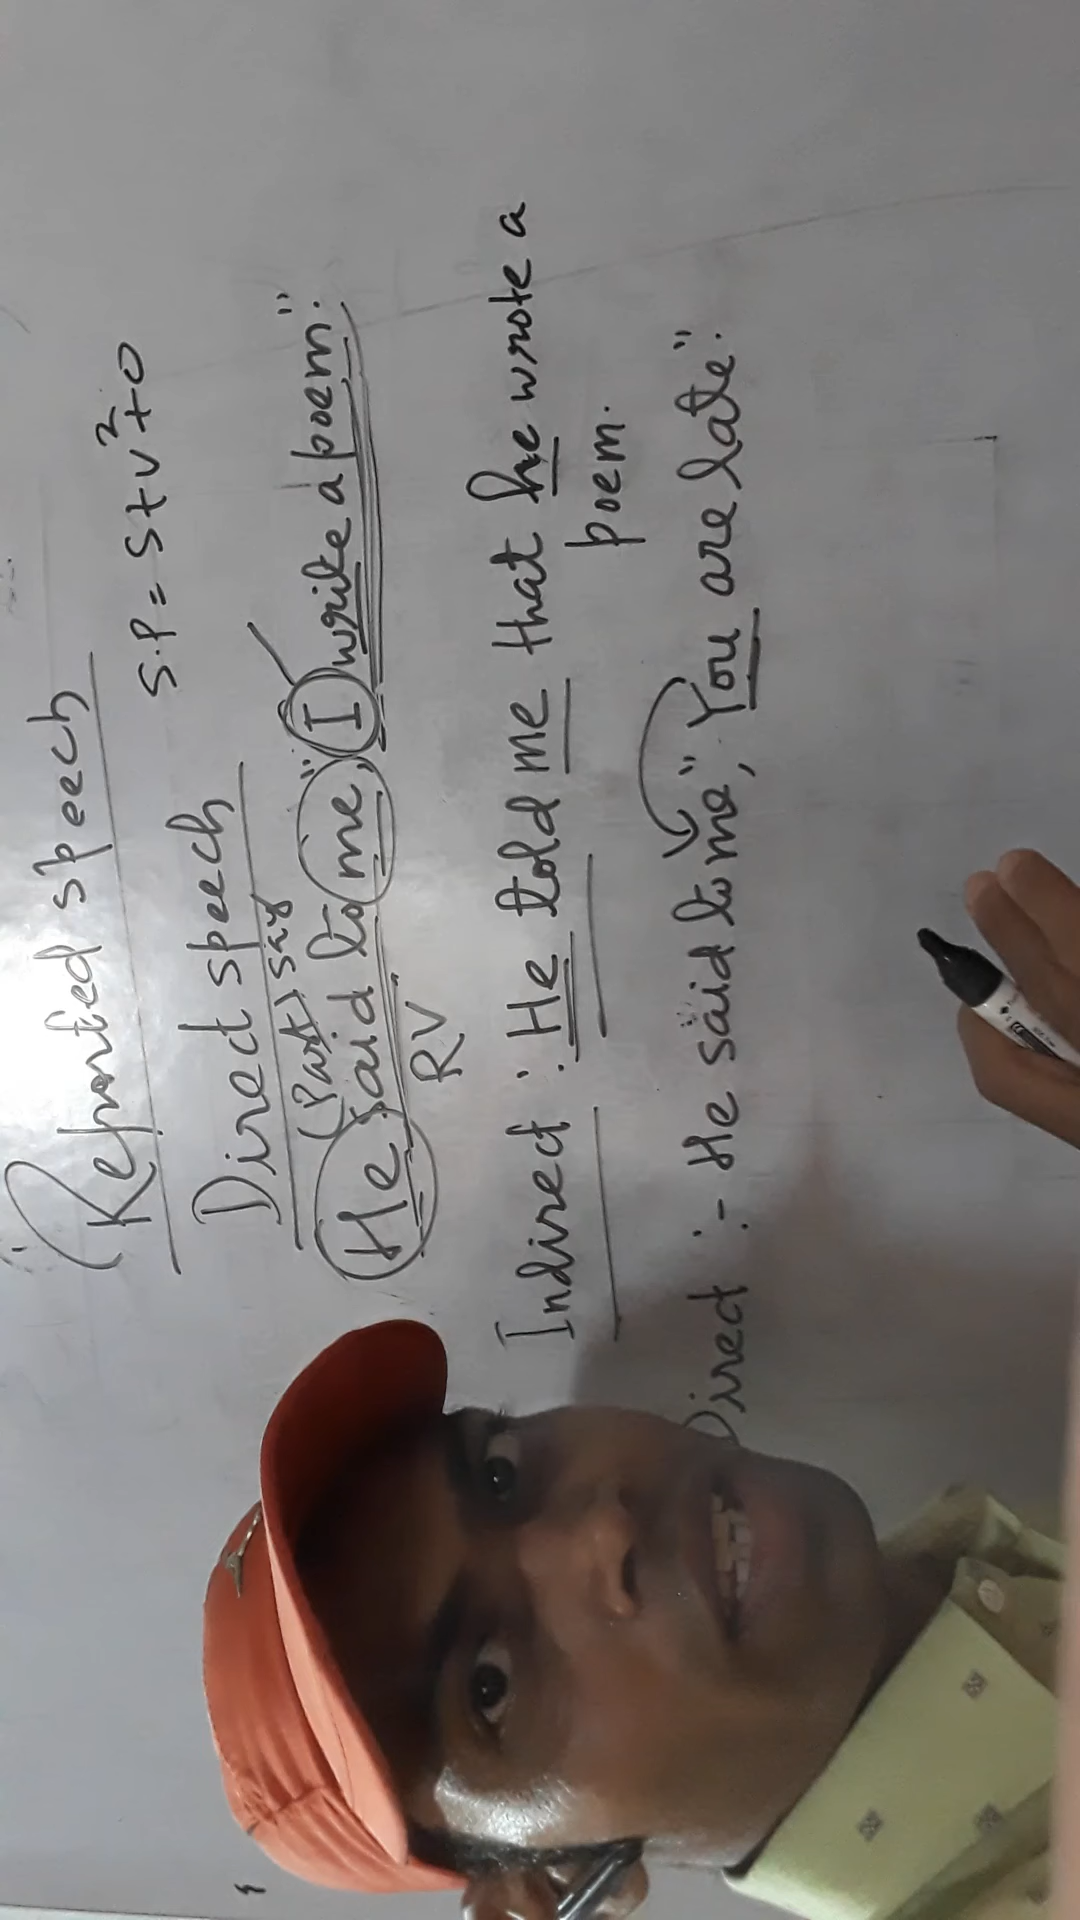 Reported speech
S.P = S+V²+O
Direct speech
(Past) say
He said to me, "I write a poem."
RV
Indirect : He told me that he wrote a
poem.
Direct :- He said to me, "You are late."